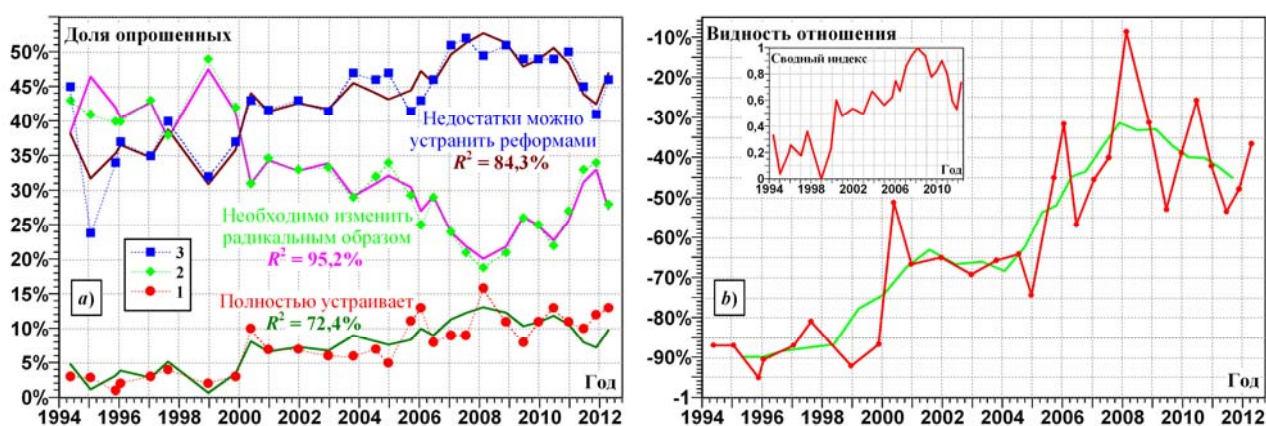 Доля опрошенных
50%
45%
40%
35%
30%
25%
20%
15%
10%
5%
0%
Недостатки можно
устранить реформами
R² = 84,3%
Необходимо изменить
радикальным образом
R² = 95,2%
3
2
1
a)
Полностью устраивает
R² = 72,4%
Год
1994 1996 1998 2000 2002 2004 2006 2008 2010 2012
Видность отношения
-10%
-20%
-30%
-40%
-50%
-60%
-70%
-80%
-90%
-1
Сводный индекс
1
0,8
0,6
0,4
0,2
0
Год
1994 1998 2002 2006 2010
b)
Год
1994 1996 1998 2000 2002 2004 2006 2008 2010 2012